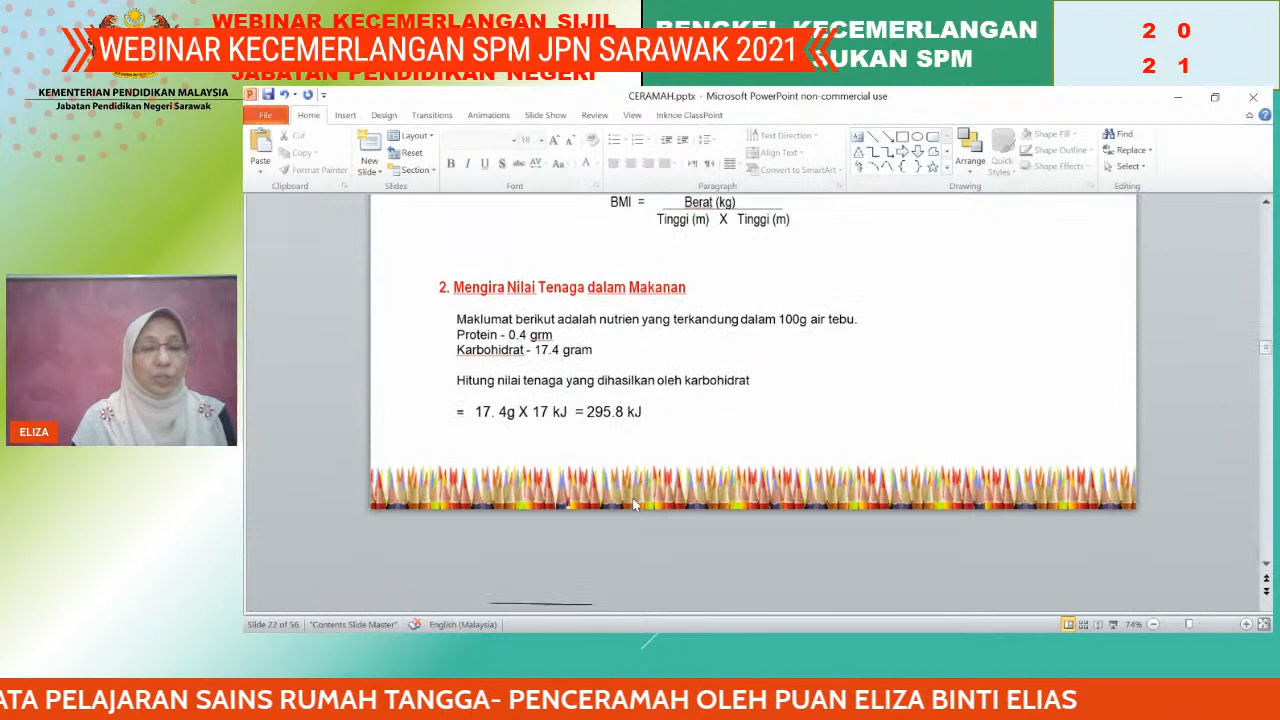 WEBINAR KECEMERLANGAN SIJIL
WEBINAR KECEMERLANGAN SPM JPN SARAWAK 2021
JABATAN PENDIDIKAN NEGERI
BENGKEL KECEMERLANGAN
SUKAN SPM
2 0
2 1
KEMENTERIAN PENDIDIKAN MALAYSIA
Jabatan Pendidikan Negeri Sarawak
CERAMAH.pptx - Microsoft PowerPoint non-commercial use
File Home Insert Design Transitions Animations Slide Show Review View Inknoe ClassPoint
Paste
Cut
Copy
Format Painter
Clipboard
New
Slide
Layout
Reset
Section
Slides
18
Font
Text Direction
Align Text
Convert to SmartArt
Paragraph
Arrange
Quick
Styles
Shape Fill
Shape Outline
Shape Effects
Drawing
Find
Replace
Select
Editing
BMI = Berat (kg)
Tinggi (m) X Tinggi (m)
2. Mengira Nilai Tenaga dalam Makanan
Maklumat berikut adalah nutrien yang terkandung dalam 100g air tebu.
Protein - 0.4 grm
Karbohidrat - 17.4 gram
Hitung nilai tenaga yang dihasilkan oleh karbohidrat
= 17. 4g X 17 kJ = 295.8 kJ
ELIZA
Slide 22 of 56 "Contents Slide Master" English (Malaysia) 74%
ATA PELAJARAN SAINS RUMAH TANGGA- PENCERAMAH OLEH PUAN ELIZA BINTI ELIAS